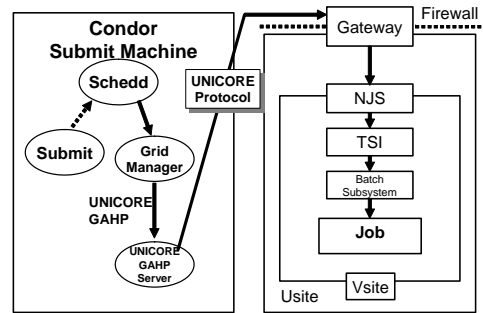 Condor
Submit Machine
Schedd
Submit
Grid
Manager
UNICORE
GAHP
UNICORE
GAHP
Server
UNICORE
Protocol
Gateway
Firewall
NJS
TSI
Batch
Subsystem
Job
Vsite
Usite